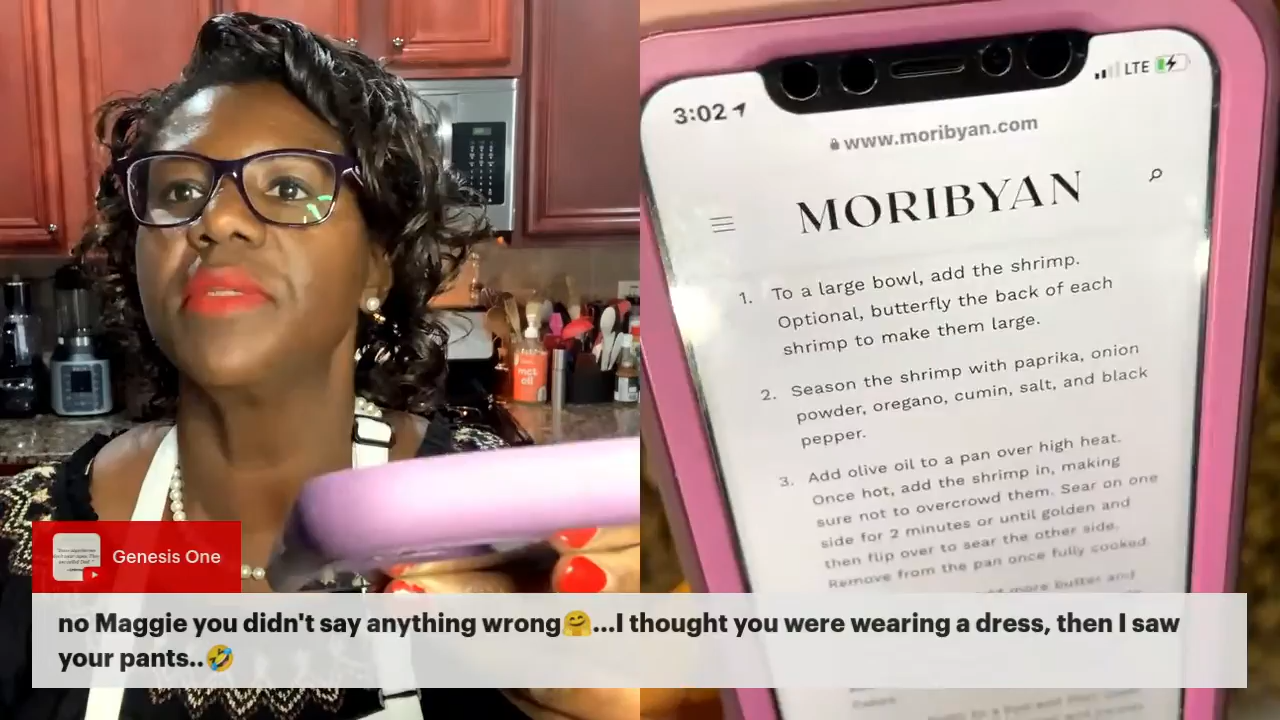 mct
oil
Genesis One
no Maggie you didn't say anything wrong🤗...I thought you were wearing a dress, then I saw
your pants..🤣
3:02
LTE
www.moribyan.com
MORIBYAN
1. To a large bowl, add the shrimp.
Optional, butterfly the back of each
shrimp to make them large.
2. Season the shrimp with paprika, onion
powder, oregano, cumin, salt, and black
pepper.
3. Add olive oil to a pan over high heat.
Once hot, add the shrimp in, making
sure not to overcrowd them. Sear on one
side for 2 minutes or until golden and
then flip over to sear the other side.
Remove from the pan once fully cooked.
more butter and